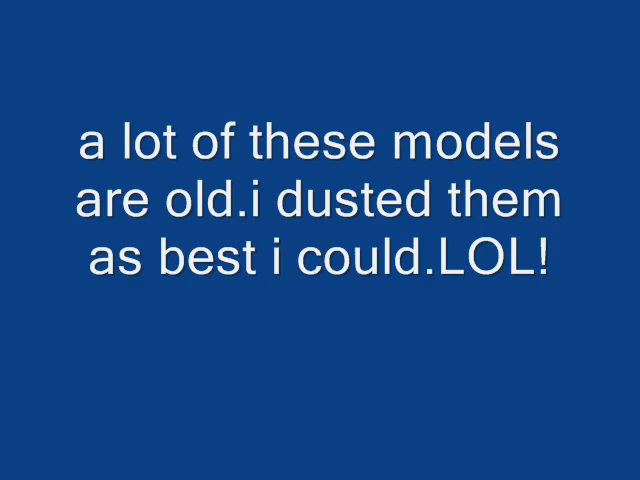 a lot of these models
are old.i dusted them
as best i could.LOL!